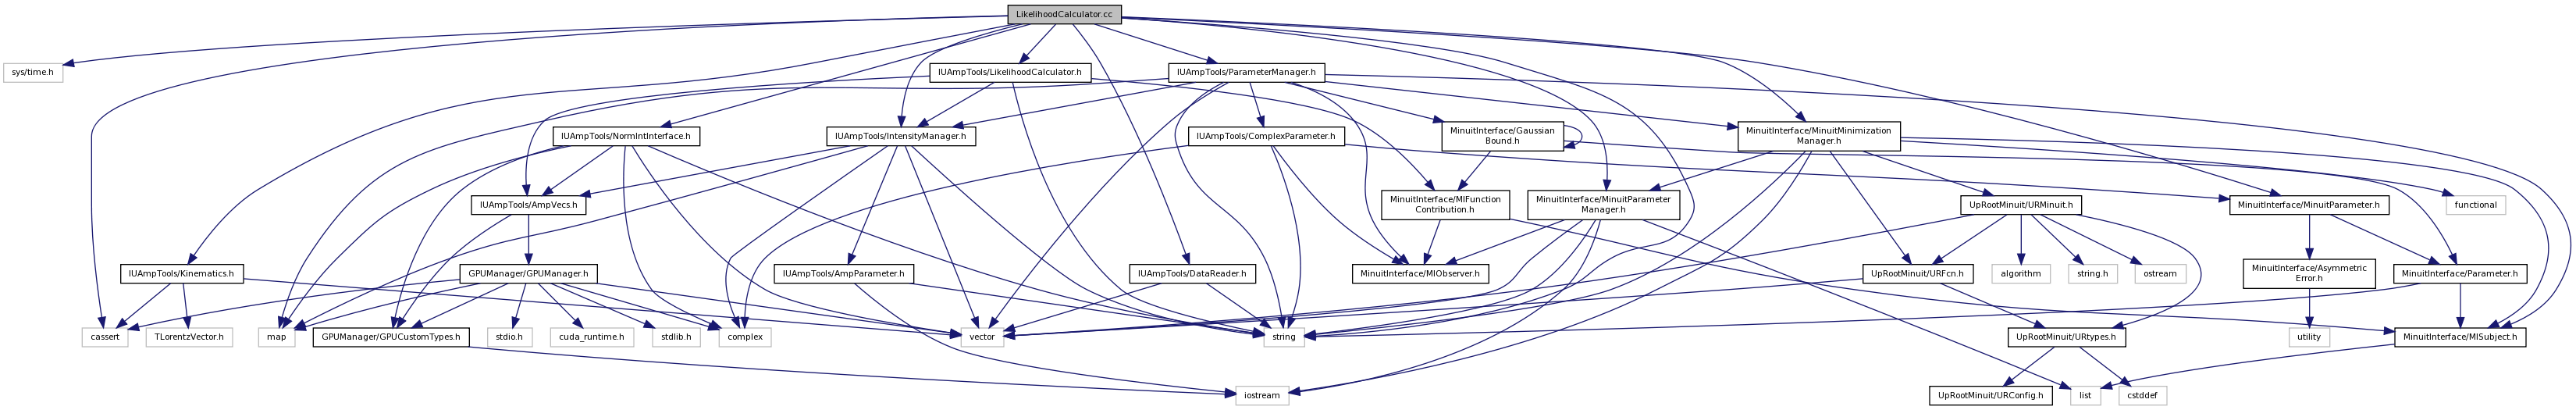 LikelihoodCalculator.cc
sys/time.h
IUAmpTools/LikelihoodCalculator.h
IUAmpTools/ParameterManager.h
IUAmpTools/NormIntInterface.h
IUAmpTools/IntensityManager.h
IUAmpTools/ComplexParameter.h
MinuitInterface/Gaussian
Bound.h
MinuitInterface/MinuitMinimization
Manager.h
IUAmpTools/AmpVecs.h
MinuitInterface/MIFunction
Contribution.h
MinuitInterface/MinuitParameter
Manager.h
UpRootMinuit/URMinuit.h
MinuitInterface/MinuitParameter.h
functional
IUAmpTools/Kinematics.h
GPUManager/GPUManager.h
IUAmpTools/AmpParameter.h
IUAmpTools/DataReader.h
MinuitInterface/MIObserver.h
UpRootMinuit/URFcn.h
algorithm
string.h
ostream
MinuitInterface/Asymmetric
Error.h
MinuitInterface/Parameter.h
cassert
TLorentzVector.h
map
GPUManager/GPUCustomTypes.h
stdio.h
cuda_runtime.h
stdlib.h
complex
vector
string
UpRootMinuit/URtypes.h
utility
MinuitInterface/MISubject.h
iostream
UpRootMinuit/URConfig.h
list
cstddef